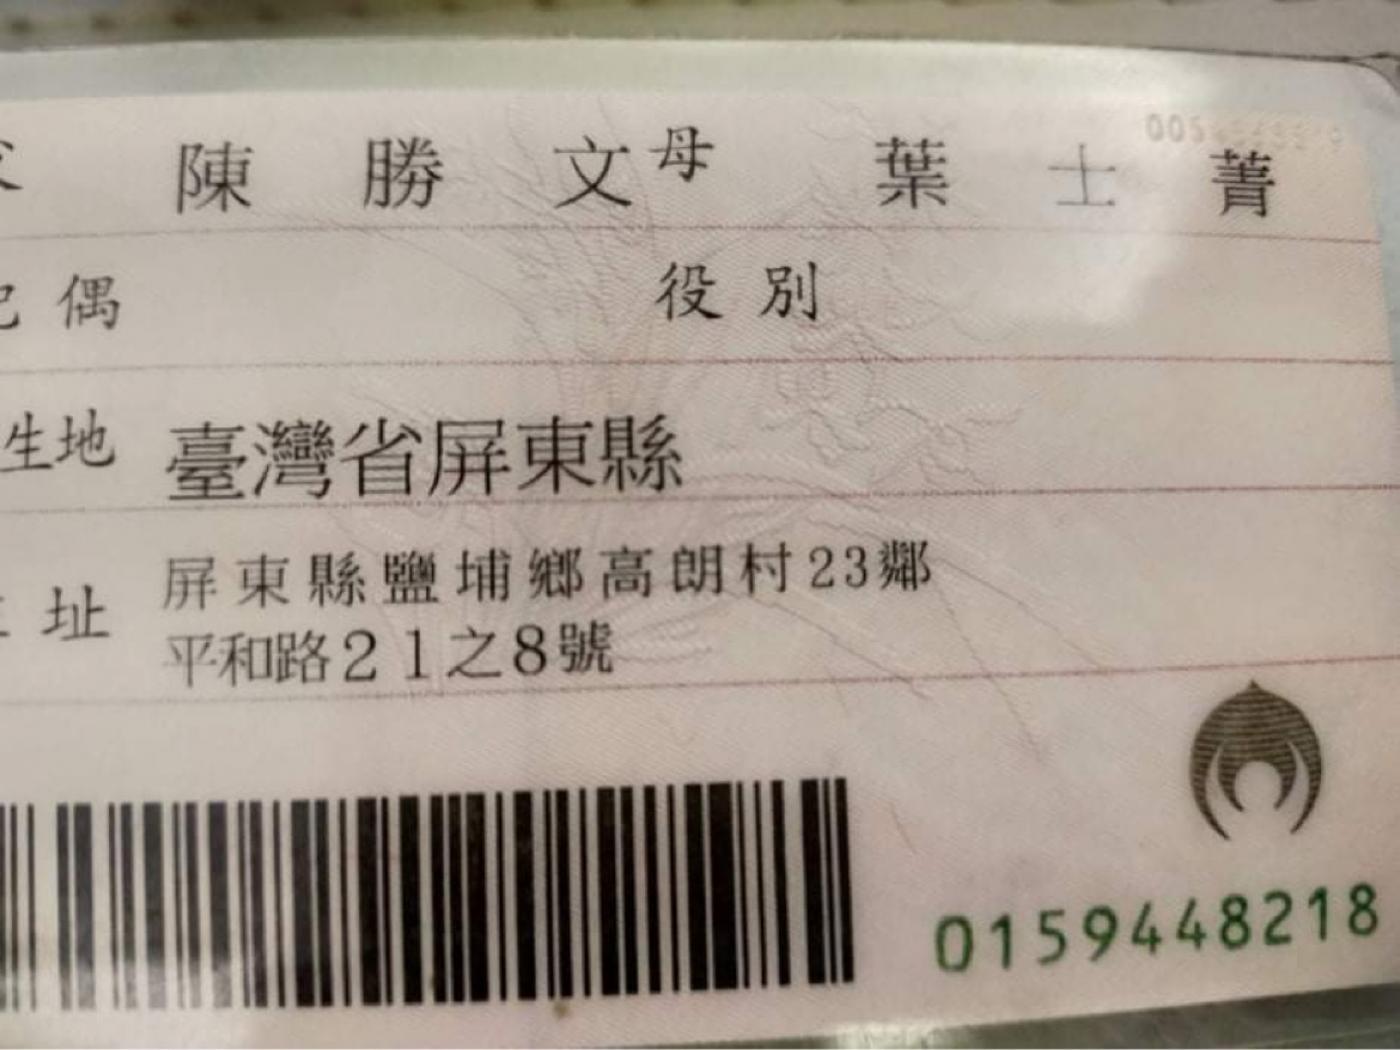 陳勝文 母 葉士菁
配偶 役別
生地 臺灣省屏東縣
址 屏東縣鹽埔鄉高朗村23鄰
平和路21之8號
0159448218